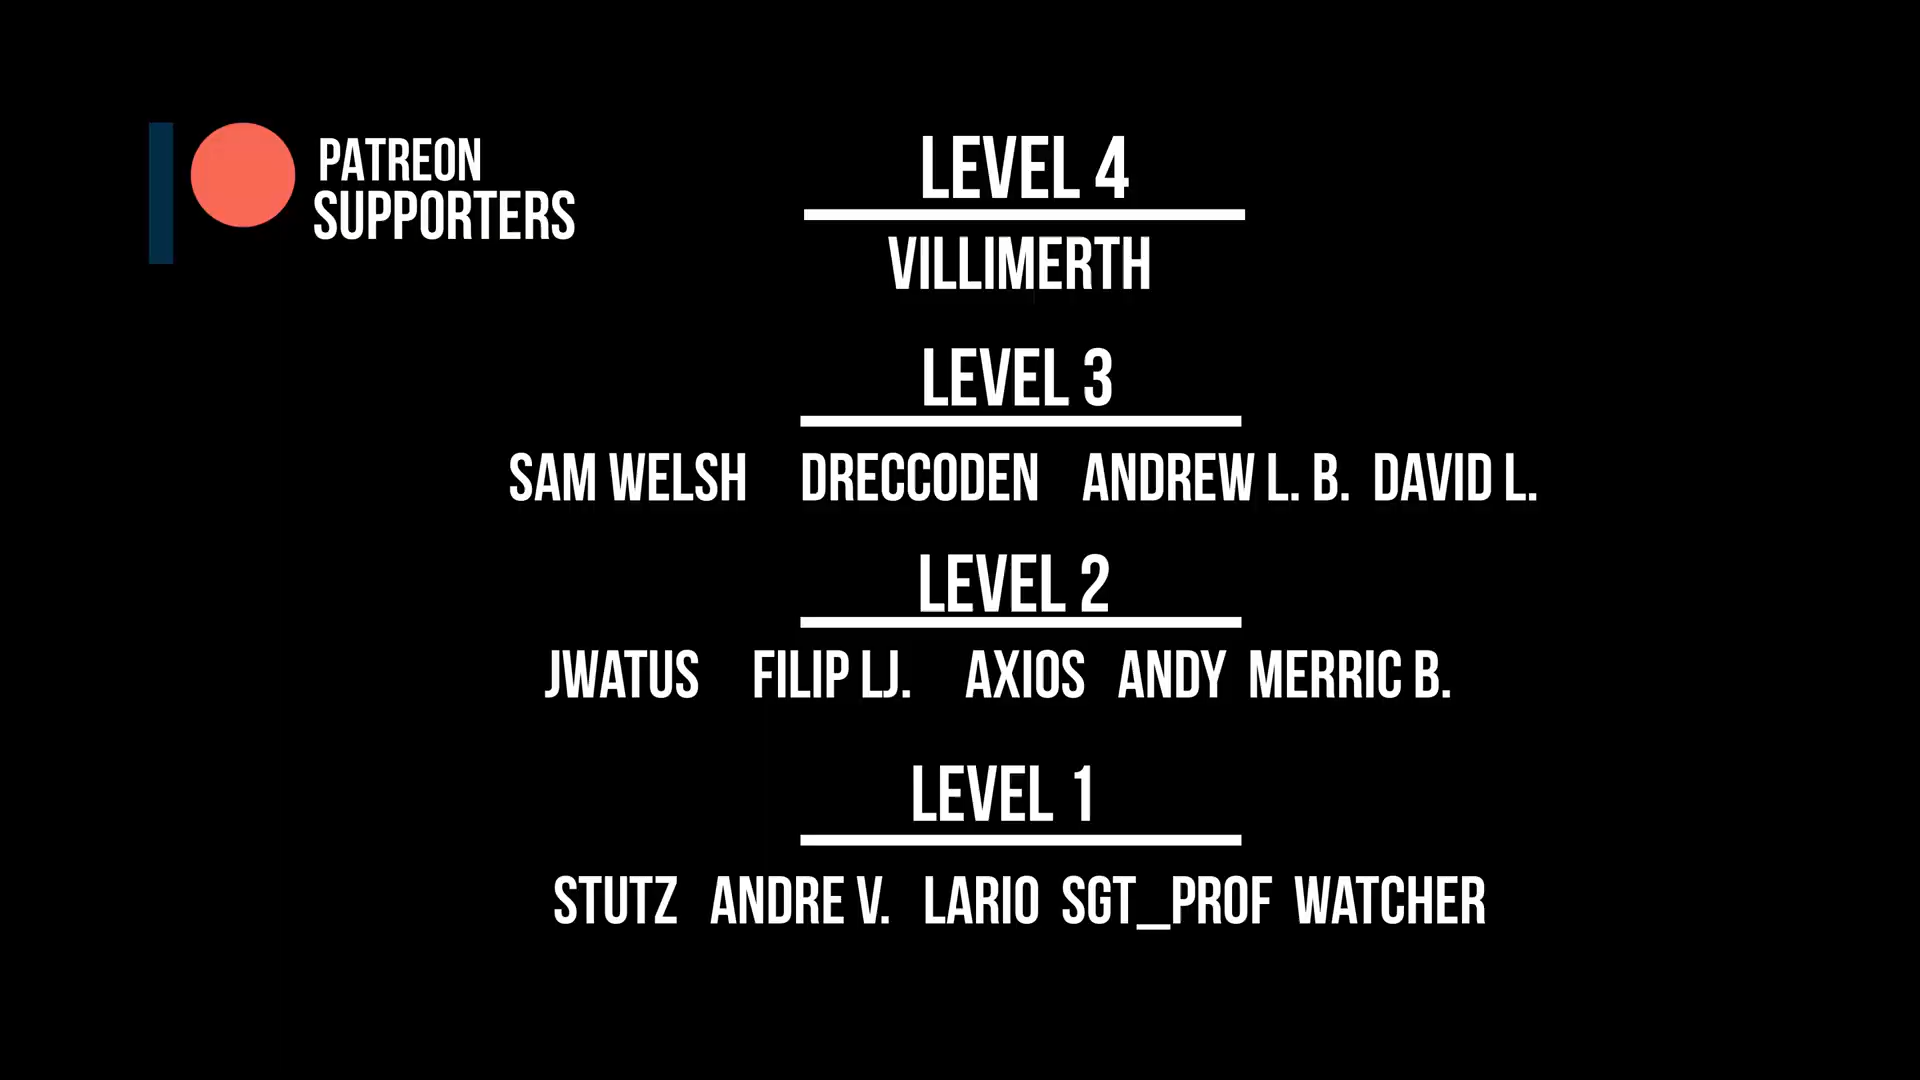 PATREON
SUPPORTERS
LEVEL 4
VILLIMERTH
LEVEL 3
SAM WELSH DRECCODEN ANDREW L. B. DAVID L.
LEVEL 2
JWATUS FILIP LJ. AXIOS ANDY MERRIC B.
LEVEL 1
STUTZ ANDRE V. LARIO SGT_PROF WATCHER